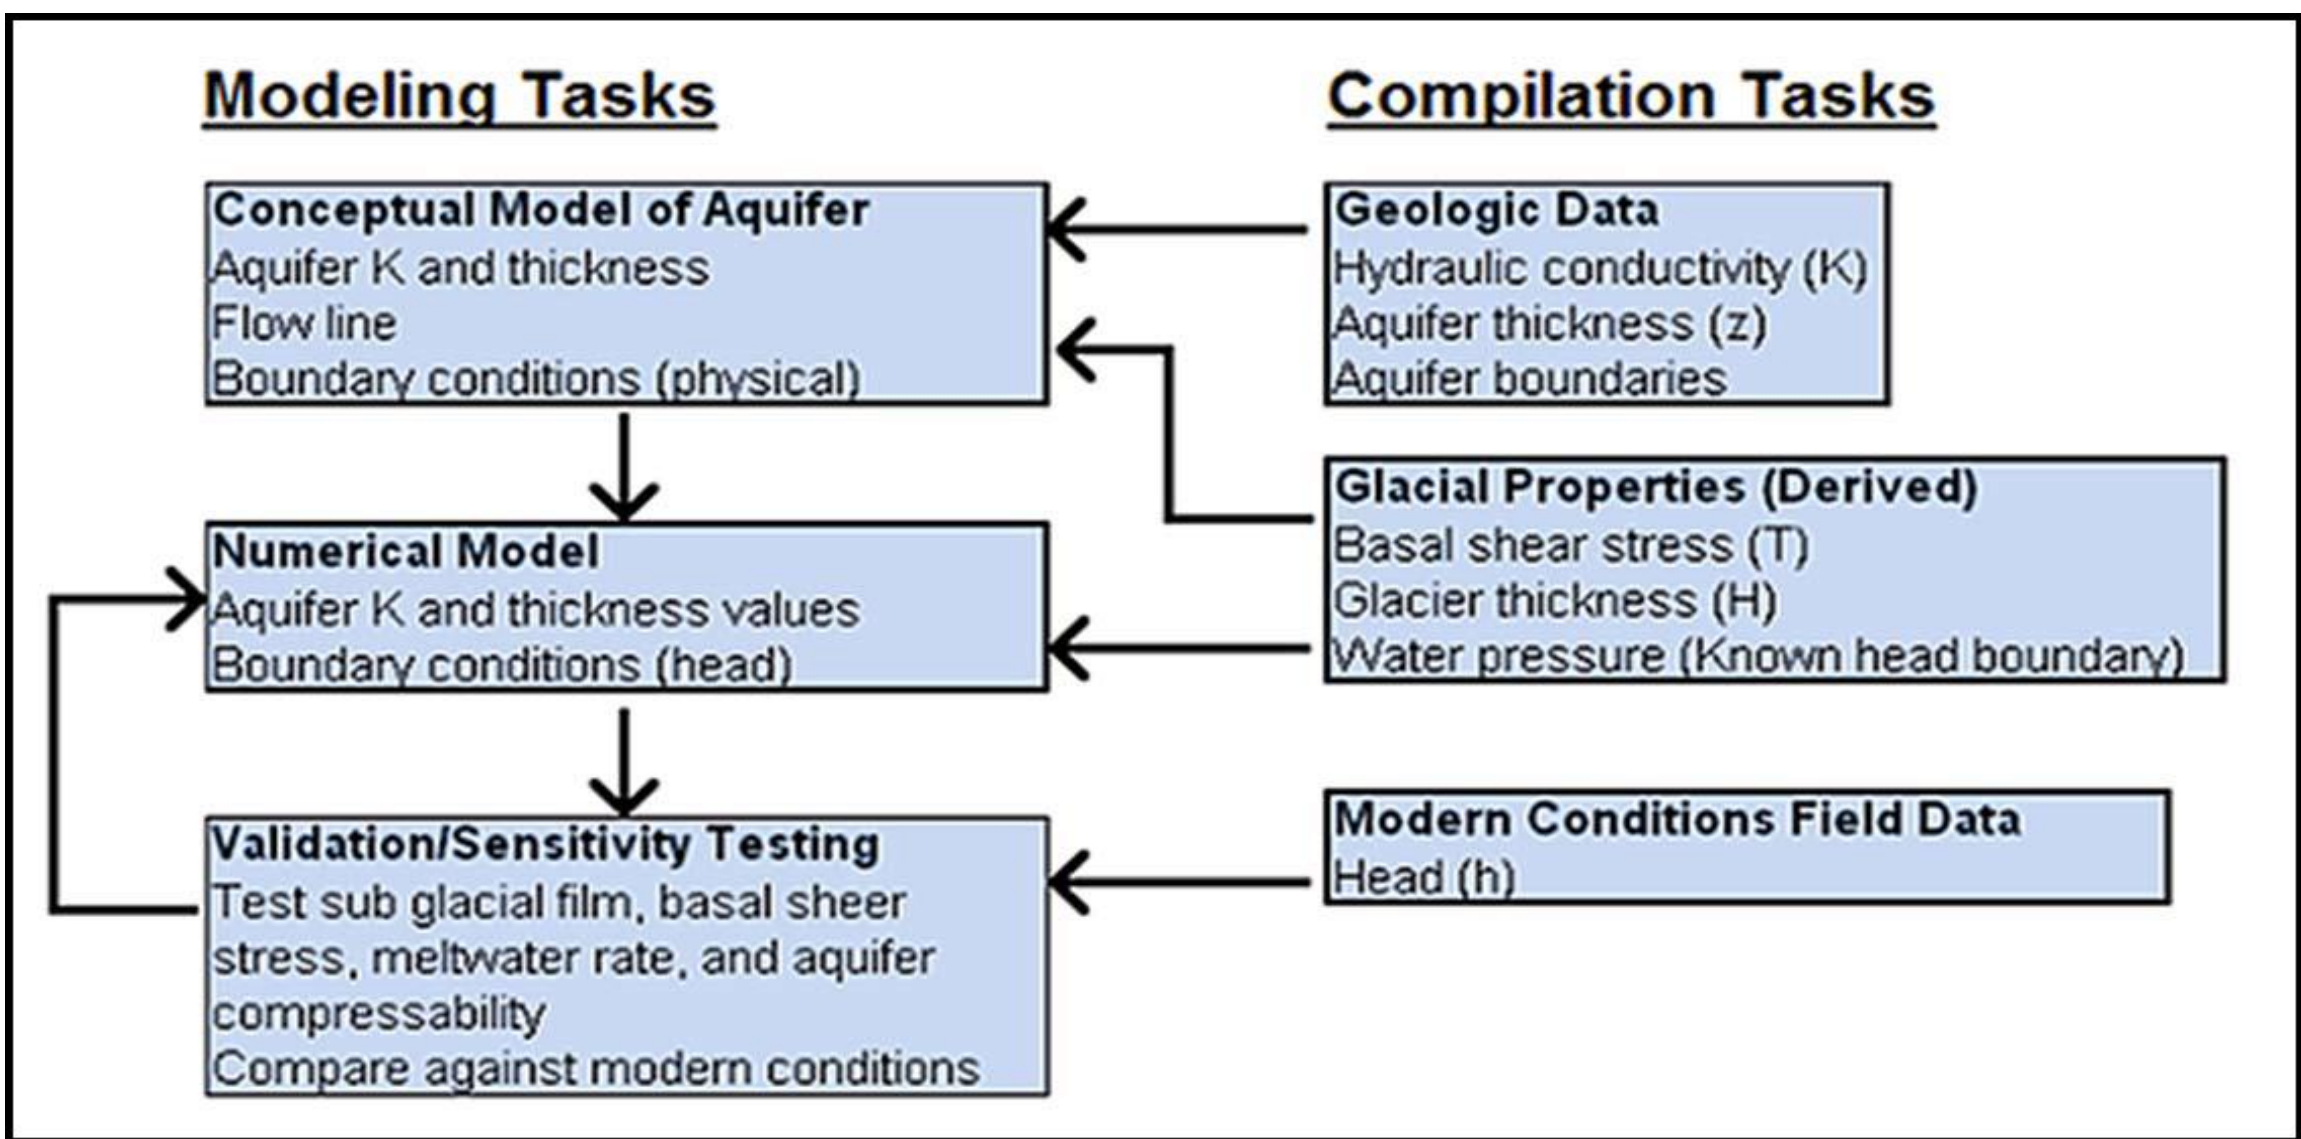 Modeling Tasks
Conceptual Model of Aquifer
Aquifer K and thickness
Flow line
Boundary conditions (physical)
Numerical Model
Aquifer K and thickness values
Boundary conditions (head)
Validation/Sensitivity Testing
Test sub glacial film, basal sheer
stress, meltwater rate, and aquifer
compressability
Compare against modern conditions
Compilation Tasks
Geologic Data
Hydraulic conductivity (K)
Aquifer thickness (z)
Aquifer boundaries
Glacial Properties (Derived)
Basal shear stress (T)
Glacier thickness (H)
Water pressure (Known head boundary)
Modern Conditions Field Data
Head (h)